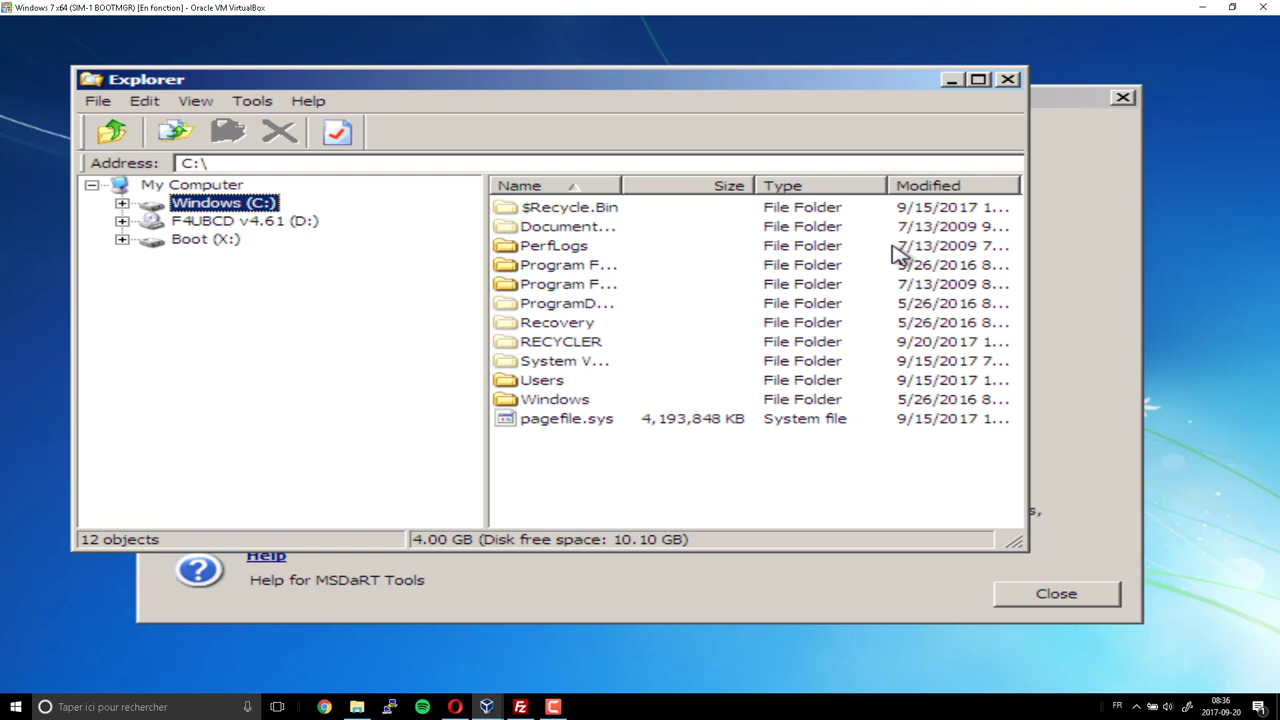 Windows 7 x64 (SIM-1 BOOTMGR) [En fonction] - Oracle VM VirtualBox
Explorer
File Edit View Tools Help
Address: C:\
My Computer
Windows (C:)
F4UBCD v4.61 (D:)
Boot (X:)
Name Size Type Modified
$Recycle.Bin File Folder 9/15/2017 1...
Document... File Folder 7/13/2009 9...
PerfLogs File Folder 7/13/2009 7...
Program F... File Folder 5/26/2016 8...
Program F... File Folder 7/13/2009 8...
ProgramD... File Folder 5/26/2016 8...
Recovery File Folder 5/26/2016 8...
RECYCLER File Folder 9/20/2017 1...
System V... File Folder 9/15/2017 7...
Users File Folder 9/15/2017 1...
Windows File Folder 5/26/2016 8...
pagefile.sys 4,193,848 KB System file 9/15/2017 1...
12 objects 4.00 GB (Disk free space: 10.10 GB)
Help
Help for MSDaRT Tools
Close
Taper ici pour rechercher
FR
08:36
2017-09-20